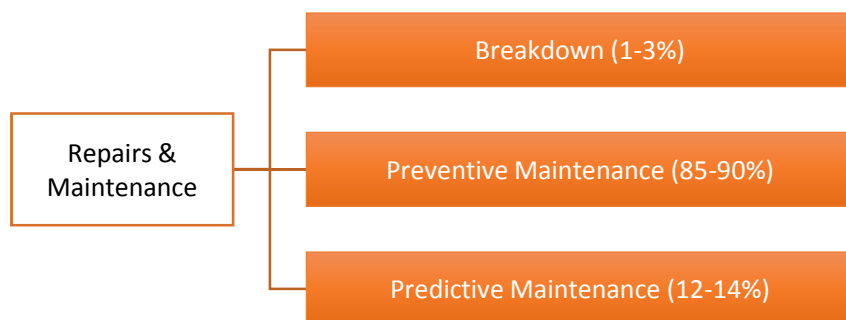 Repairs &
Maintenance
Breakdown (1-3%)
Preventive Maintenance (85-90%)
Predictive Maintenance (12-14%)